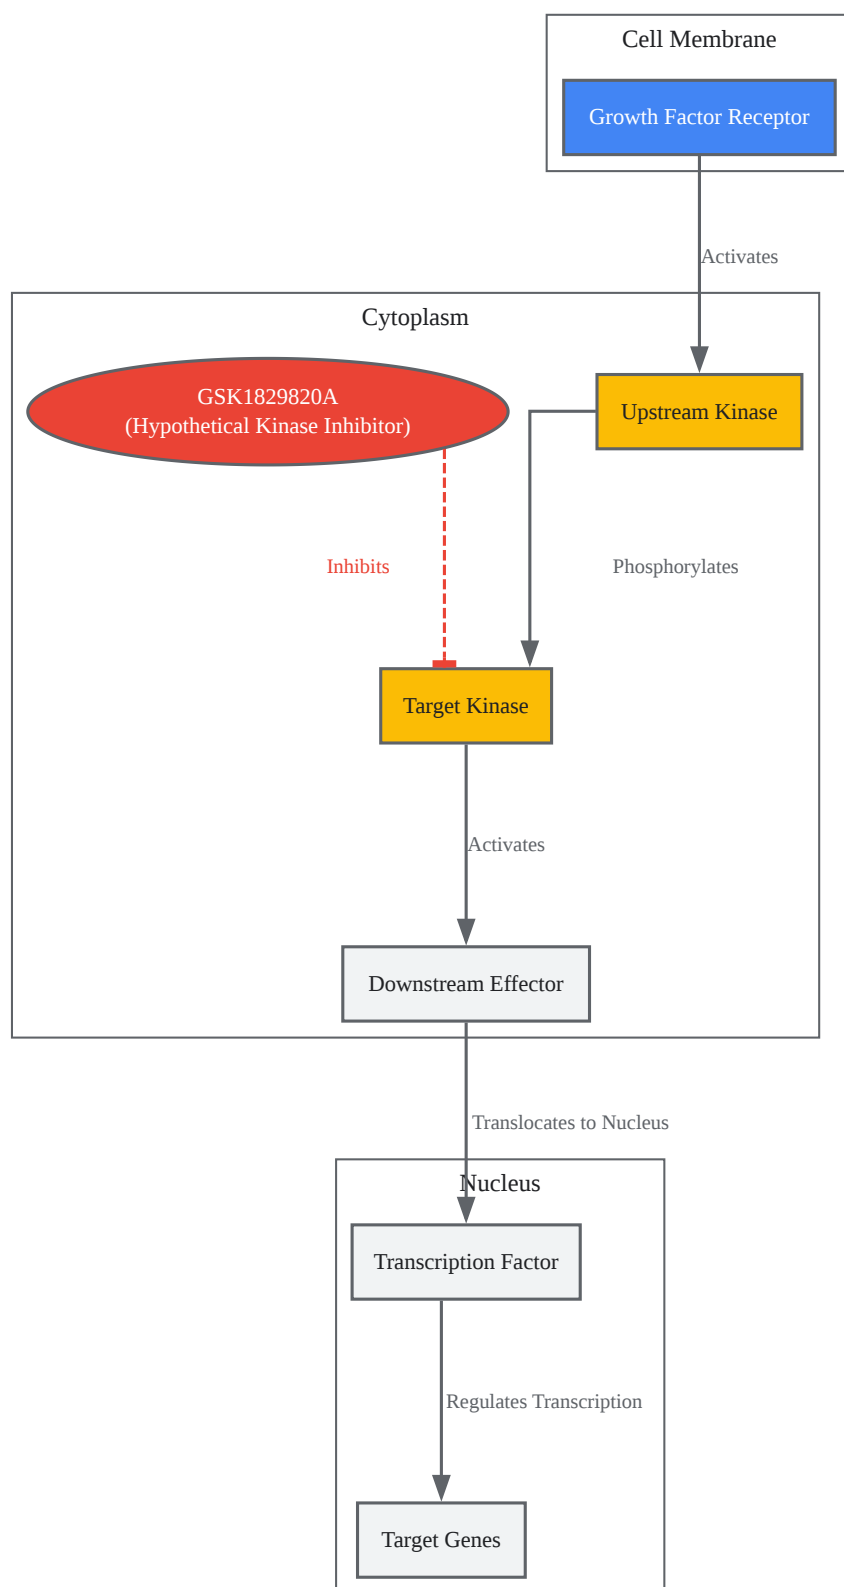 Cell Membrane
Growth Factor Receptor
Activates
Cytoplasm
GSK1829820A
(Hypothetical Kinase Inhibitor)
Upstream Kinase
Inhibits
Phosphorylates
Target Kinase
Activates
Downstream Effector
Translocates to Nucleus
Nucleus
Transcription Factor
Regulates Transcription
Target Genes